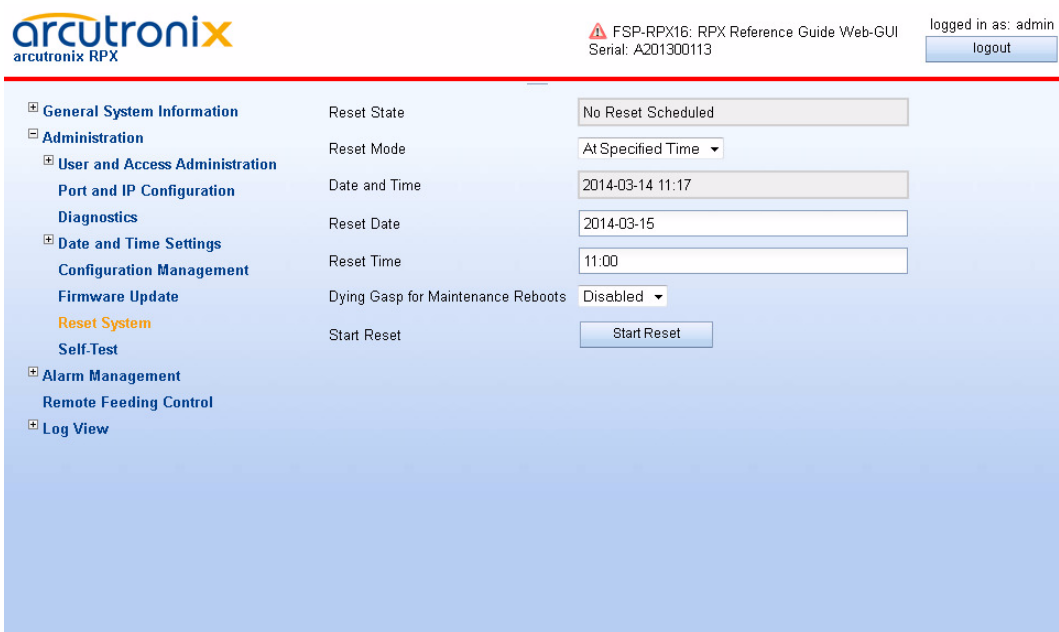 arcutronix
arcutronix RPX
FSP-RPX16: RPX Reference Guide Web-GUI
Serial: A201300113
logged in as: admin
logout
General System Information
Administration
User and Access Administration
Port and IP Configuration
Diagnostics
Date and Time Settings
Configuration Management
Firmware Update
Reset System
Self-Test
Alarm Management
Remote Feeding Control
Log View
Reset State No Reset Scheduled
Reset Mode At Specified Time
Date and Time 2014-03-14 11:17
Reset Date 2014-03-15
Reset Time 11:00
Dying Gasp for Maintenance Reboots Disabled
Start Reset Start Reset